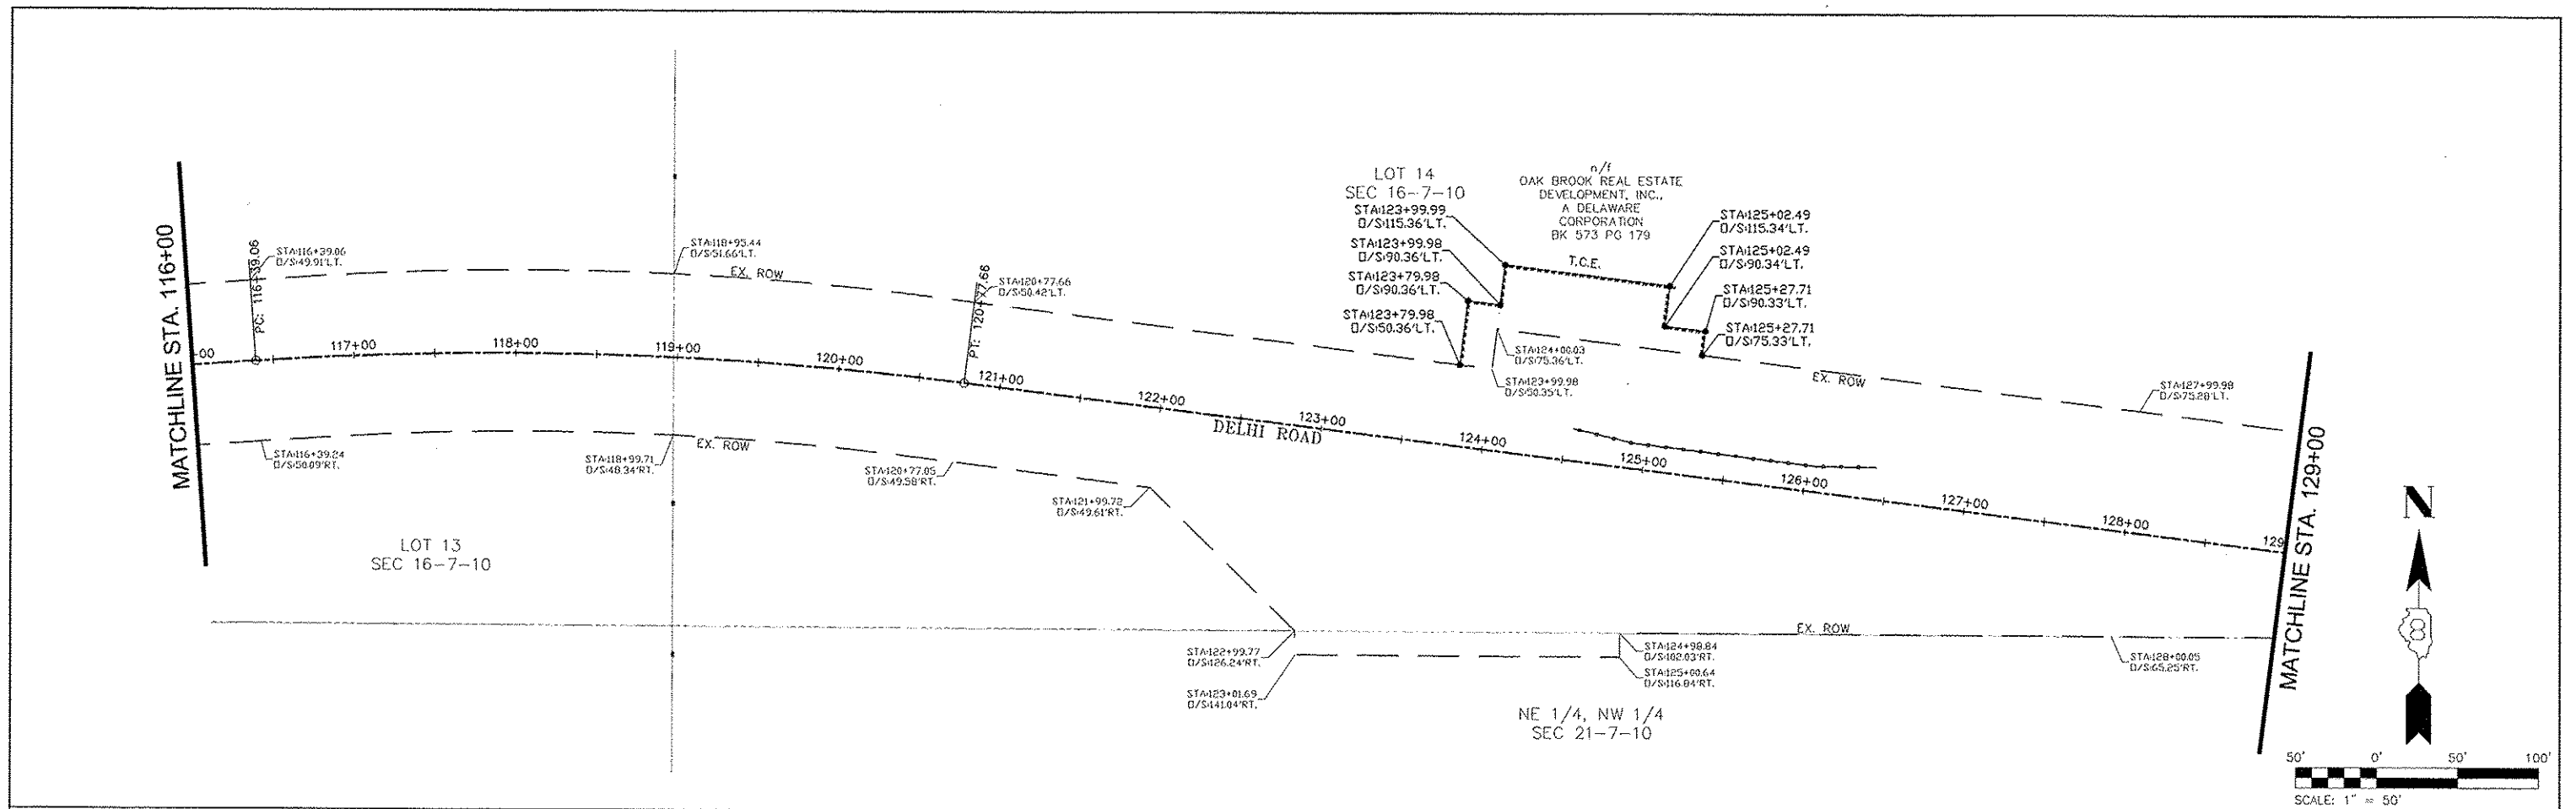 LOT 14
SEC 16-7-10
n/f
OAK BROOK REAL ESTATE
DEVELOPMENT, INC.,
A DELAWARE
CORPORATION
BK 573 PG 179
STA:123+99.99
O/S:115.36'LT.
STA:123+99.98
O/S:90.36'LT.
STA:123+79.98
O/S:90.36'LT.
STA:123+79.98
O/S:50.36'LT.
T.C.E.
STA:125+02.49
O/S:115.34'LT.
STA:125+02.49
O/S:90.34'LT.
STA:125+27.71
O/S:90.33'LT.
STA:125+27.71
O/S:75.33'LT.
STA:124+00.03
O/S:75.36'LT.
STA:123+99.98
O/S:50.35'LT.
MATCHLINE STA. 116+00
PC: 116+39.06
STA:116+39.06
O/S:49.91'LT.
STA:118+95.44
O/S:51.66'LT.
EX. ROW
PT: 120+77.66
STA:120+77.66
O/S:50.42'LT.
EX. ROW
STA:127+99.98
O/S:75.28'LT.
00
117+00
118+00
119+00
120+00
121+00
122+00
123+00
124+00
125+00
126+00
127+00
128+00
129
DELHI ROAD
MATCHLINE STA. 129+00
STA:116+39.24
O/S:50.09'RT.
STA:118+99.71
O/S:48.34'RT.
EX. ROW
STA:120+77.05
O/S:49.58'RT.
STA:121+99.72
O/S:49.61'RT.
LOT 13
SEC 16-7-10
STA:122+99.77
O/S:126.24'RT.
STA:123+01.69
O/S:141.04'RT.
STA:124+98.84
O/S:102.03'RT.
STA:125+00.64
O/S:116.84'RT.
EX. ROW
STA:128+00.05
O/S:65.25'RT.
NE 1/4, NW 1/4
SEC 21-7-10
N
8
50' 0' 50' 100'
SCALE: 1" = 50'